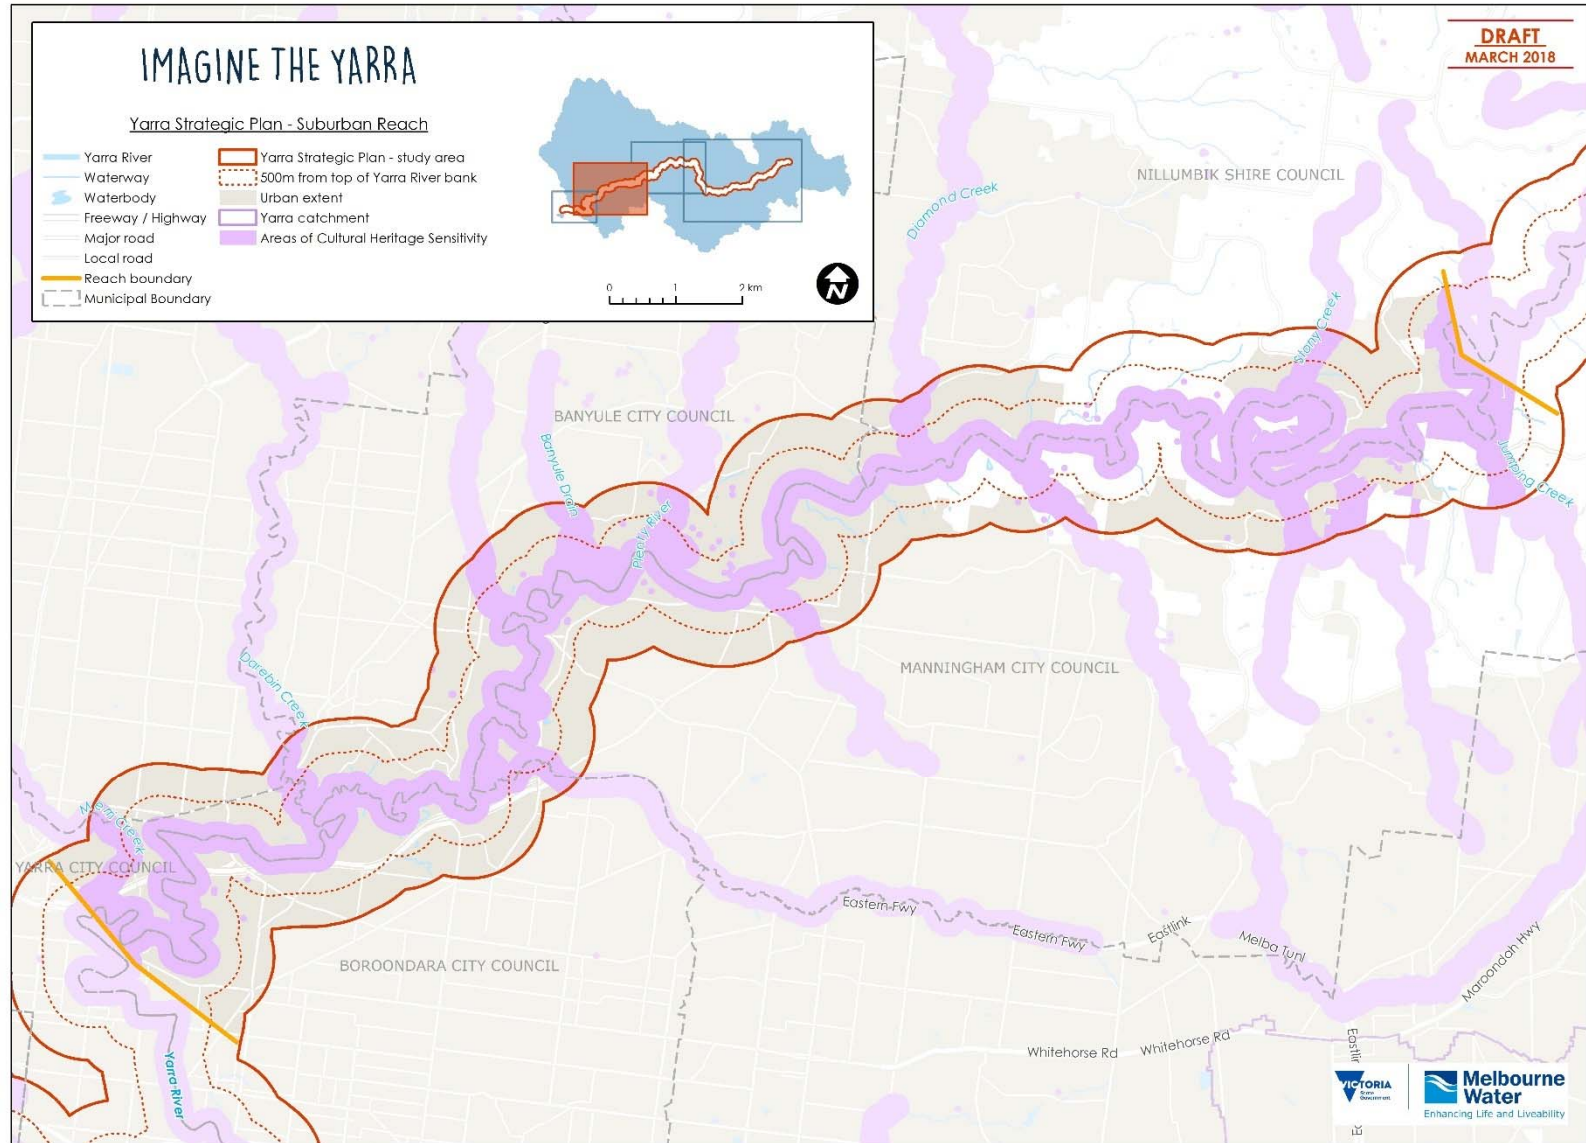 IMAGINE THE YARRA
Yarra Strategic Plan - Suburban Reach
Yarra River
Waterway
Waterbody
Freeway / Highway
Major road
Local road
Reach boundary
Municipal Boundary
Yarra Strategic Plan - study area
500m from top of Yarra River bank
Urban extent
Yarra catchment
Areas of Cultural Heritage Sensitivity
0 1 2 km
N
DRAFT
MARCH 2018
NILLUMBIK SHIRE COUNCIL
Diamond Creek
Stony Creek
BANYULE CITY COUNCIL
Banyule Drain
Plenty River
Jumping Creek
Darebin Creek
MANNINGHAM CITY COUNCIL
YARRA CITY COUNCIL
BOROONDARA CITY COUNCIL
Eastern Fwy
Eastern Fwy
Eastlink
Melba Tunl
Maroondah Hwy
Whitehorse Rd
Whitehorse Rd
Yarra River
VICTORIA
State
Government
Melbourne
Water
Enhancing Life and Liveability